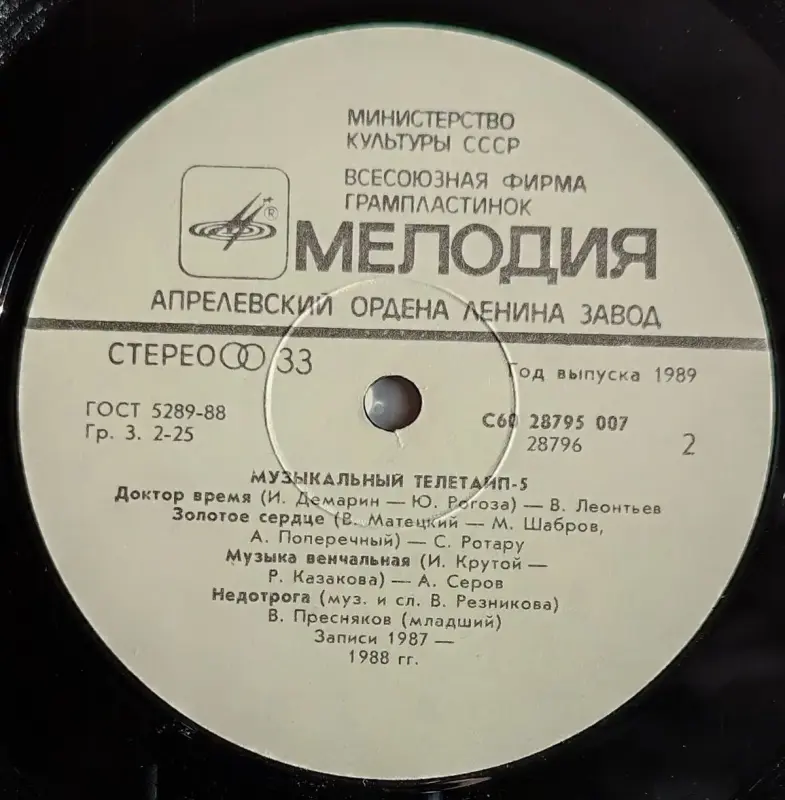 МИНИСТЕРСТВО
КУЛЬТУРЫ СССР
ВСЕСОЮЗНАЯ ФИРМА
ГРАМПЛАСТИНОК
®
МЕЛОДИЯ
АПРЕЛЕВСКИЙ ОРДЕНА ЛЕНИНА ЗАВОД
СТЕРЕО 33
Год выпуска 1989
ГОСТ 5289-88
Гр. 3. 2-25
С60 28795 007
28796
2
МУЗЫКАЛЬНЫЙ ТЕЛЕТАЙП-5
Доктор время (И. Демарин — Ю. Рогоза) — В. Леонтьев
Золотое сердце (В. Матецкий — М. Шабров,
А. Поперечный) — С. Ротару
Музыка венчальная (И. Крутой —
Р. Казакова) — А. Серов
Недотрога (муз. и сл. В. Резникова)
В. Пресняков (младший)
Записи 1987 —
1988 гг.